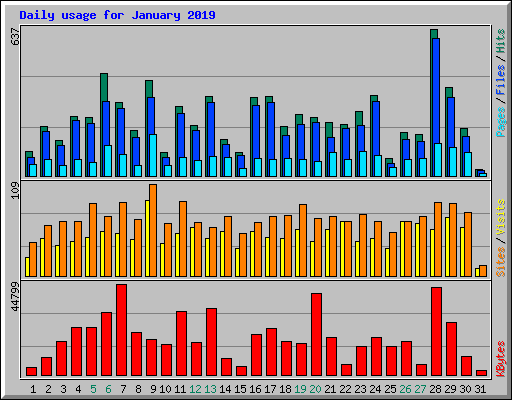 Daily usage for January 2019
637
Pages / Files / Hits
109
Sites / Visits
44799
KBytes
1 2 3 4 5 6 7 8 9 10 11 12 13 14 15 16 17 18 19 20 21 22 23 24 25 26 27 28 29 30 31